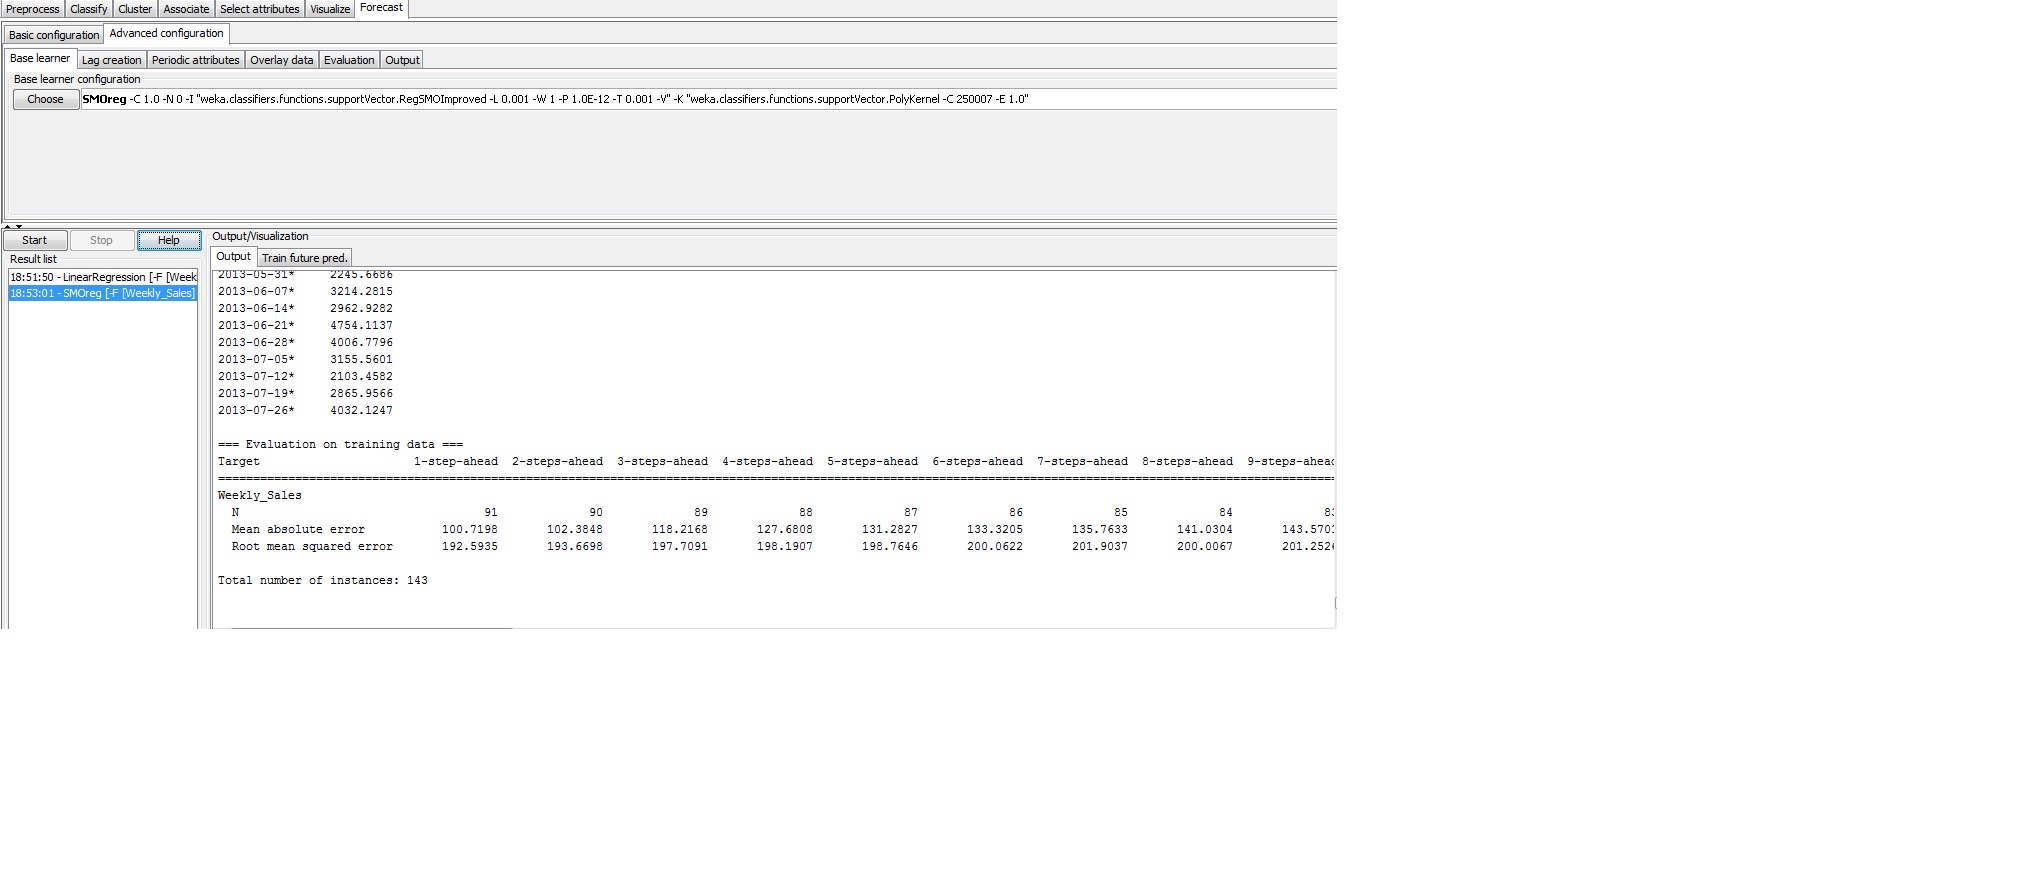 Preprocess Classify Cluster Associate Select attributes Visualize Forecast
Basic configuration Advanced configuration
Base learner Lag creation Periodic attributes Overlay data Evaluation Output
Base learner configuration
Choose SMOreg -C 1.0 -N 0 -I "weka.classifiers.functions.supportVector.RegSMOImproved -L 0.001 -W 1 -P 1.0E-12 -T 0.001 -V" -K "weka.classifiers.functions.supportVector.PolyKernel -C 250007 -E 1.0"
Start Stop Help Output/Visualization
Result list Output Train future pred.
18:51:50 - LinearRegression [-F [Week
18:53:01 - SMOreg [-F [Weekly_Sales]
2013-05-31* 2245.6686
2013-06-07* 3214.2815
2013-06-14* 2962.9282
2013-06-21* 4754.1137
2013-06-28* 4006.7796
2013-07-05* 3155.5601
2013-07-12* 2103.4582
2013-07-19* 2865.9566
2013-07-26* 4032.1247
=== Evaluation on training data ===
Target 1-step-ahead 2-steps-ahead 3-steps-ahead 4-steps-ahead 5-steps-ahead 6-steps-ahead 7-steps-ahead 8-steps-ahead 9-steps-ahead
Weekly_Sales
N 91 90 89 88 87 86 85 84 83
Mean absolute error 100.7198 102.3848 118.2168 127.6808 131.2827 133.3205 135.7633 141.0304 143.570
Root mean squared error 192.5935 193.6698 197.7091 198.1907 198.7646 200.0622 201.9037 200.0067 201.252
Total number of instances: 143